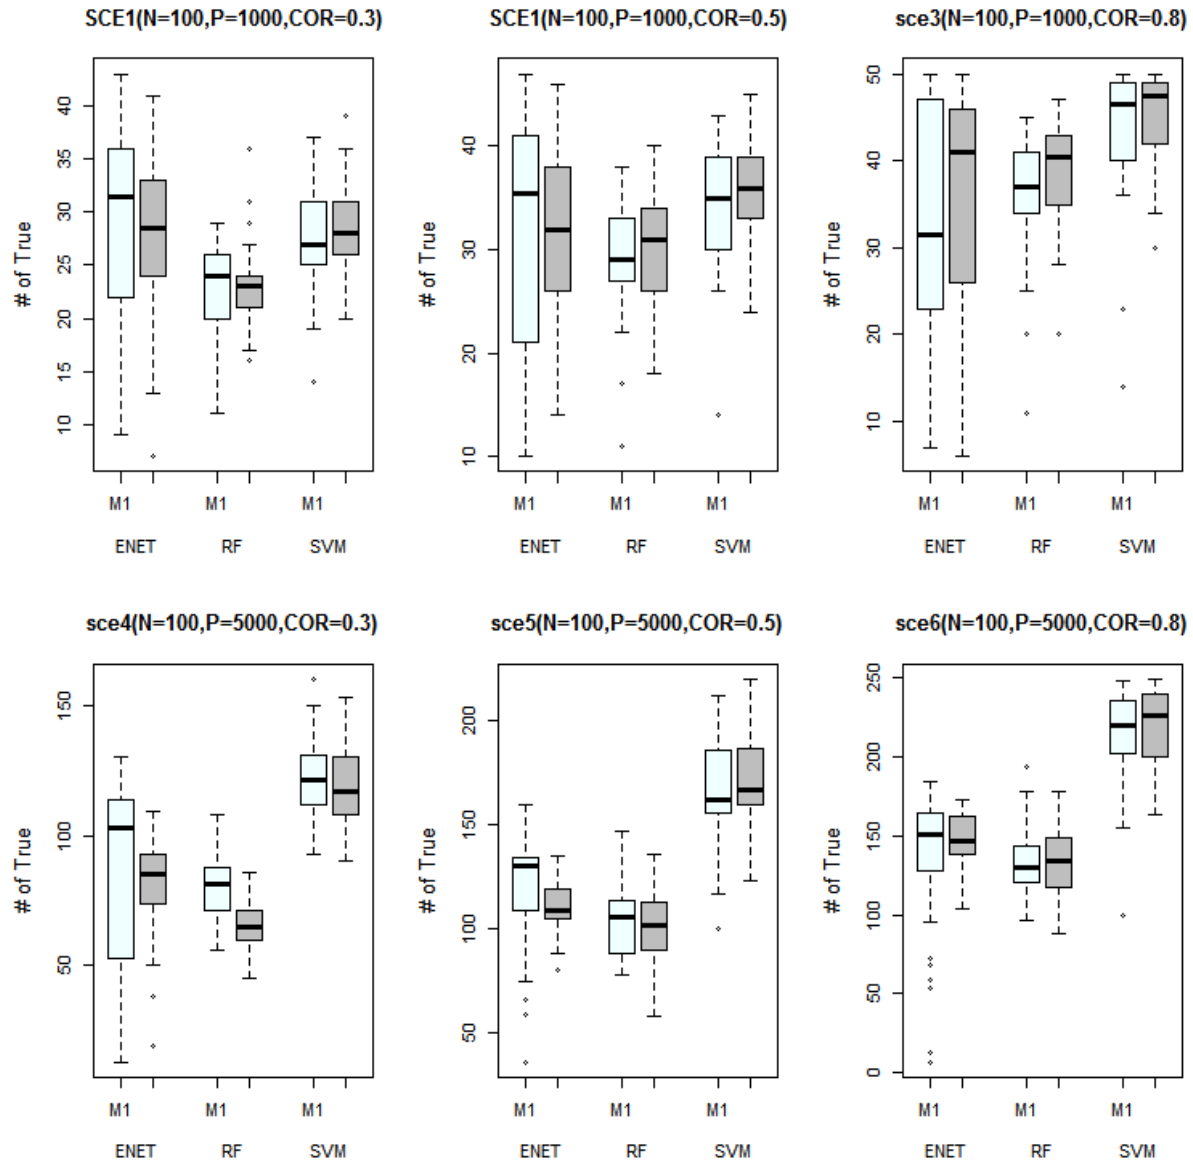 SCE1(N=100,P=1000,COR=0.3)
# of True
40
35
30
25
20
15
10
M1
M1
M1
ENET
RF
SVM
SCE1(N=100,P=1000,COR=0.5)
# of True
40
30
20
10
M1
M1
M1
ENET
RF
SVM
sce3(N=100,P=1000,COR=0.8)
# of True
50
40
30
20
10
M1
M1
M1
ENET
RF
SVM
sce4(N=100,P=5000,COR=0.3)
# of True
150
100
50
M1
M1
M1
ENET
RF
SVM
sce5(N=100,P=5000,COR=0.5)
# of True
200
150
100
50
M1
M1
M1
ENET
RF
SVM
sce6(N=100,P=5000,COR=0.8)
# of True
250
200
150
100
50
0
M1
M1
M1
ENET
RF
SVM